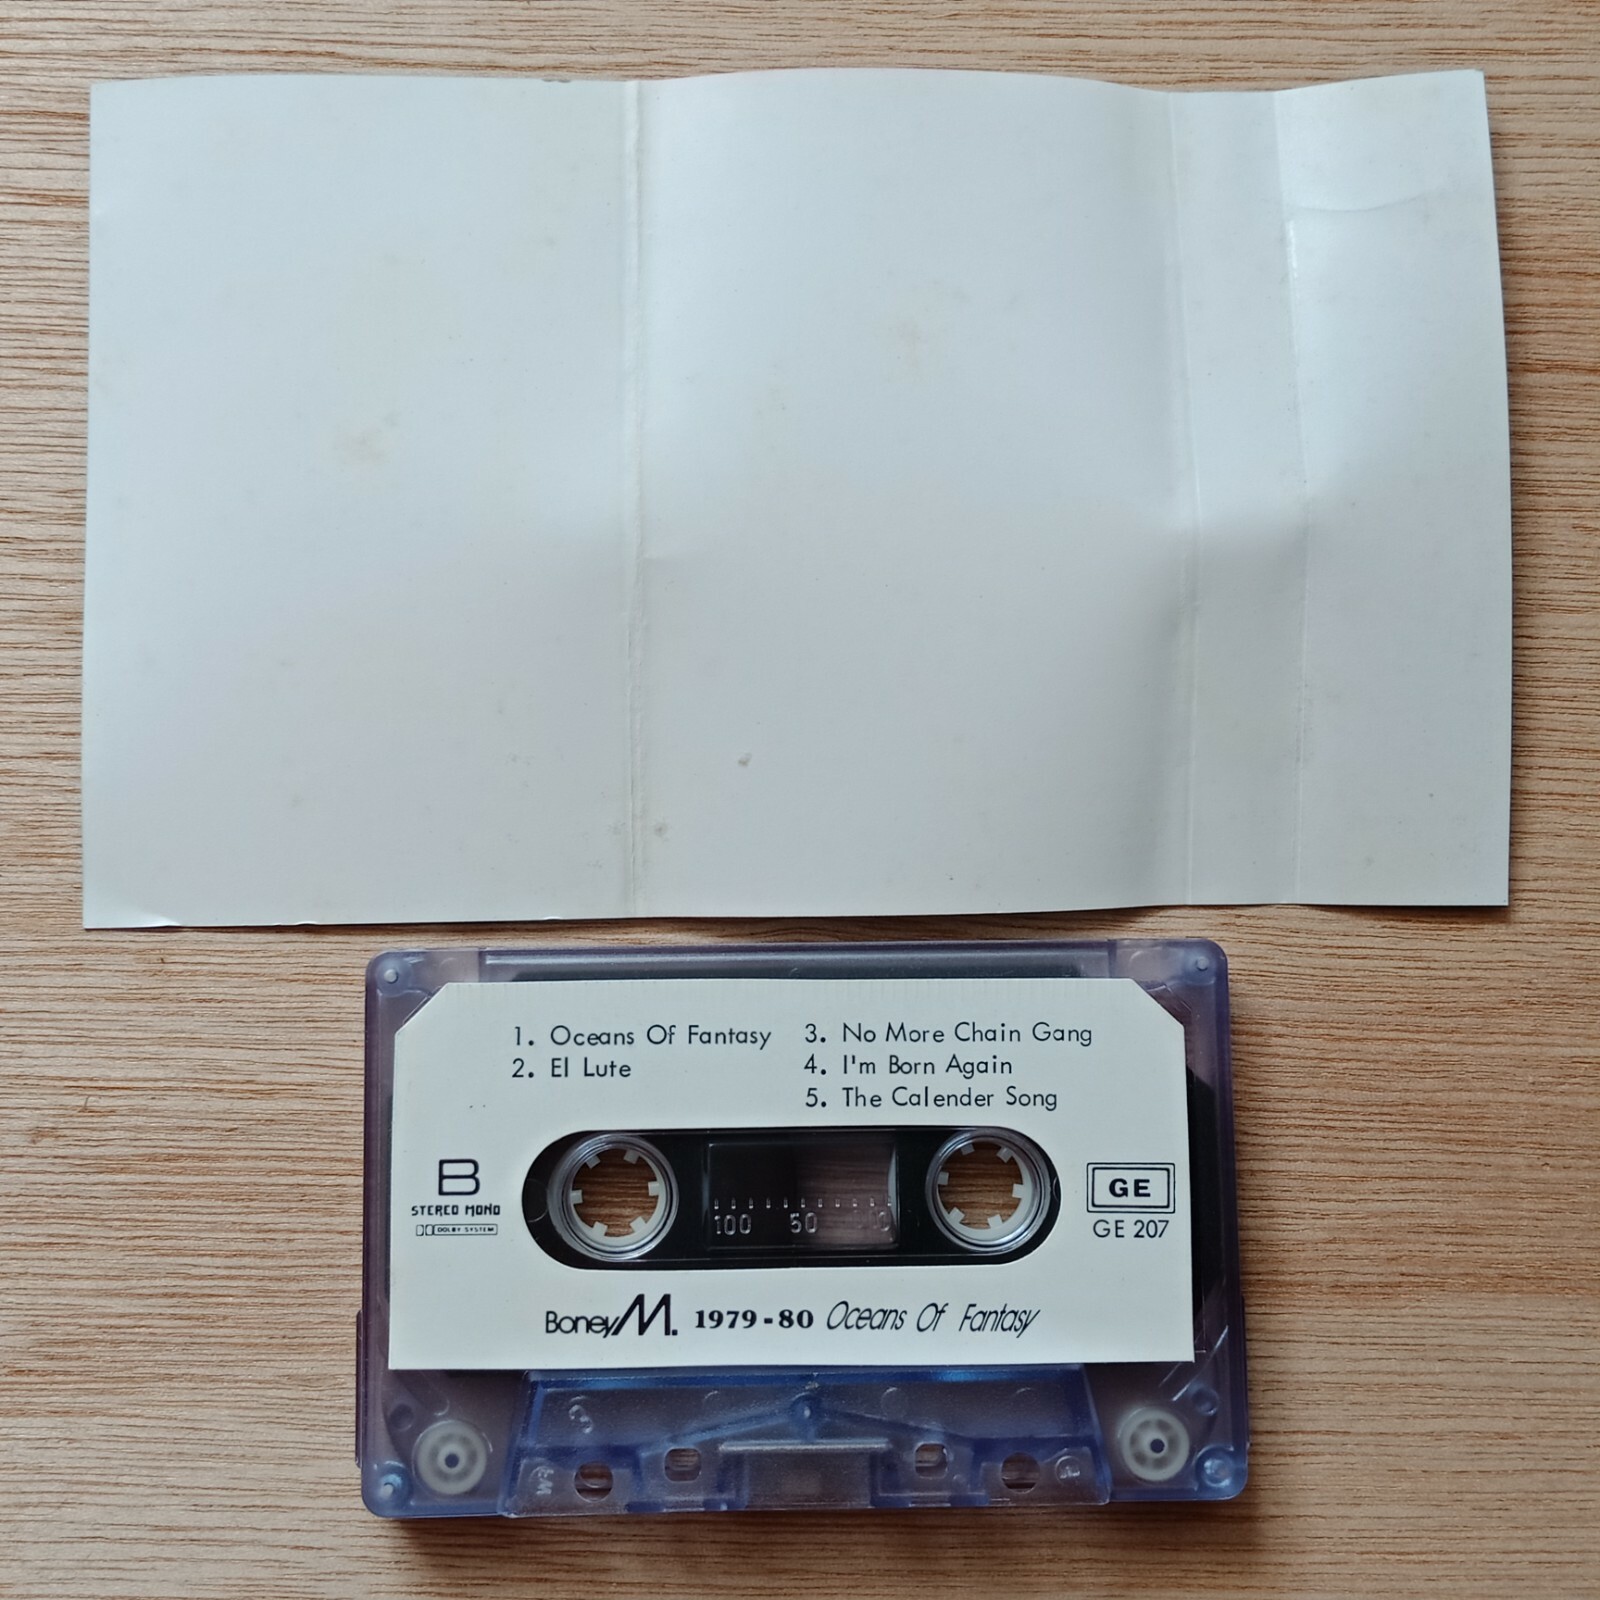 1. Oceans Of Fantasy
2. El Lute
3. No More Chain Gang
4. I'm Born Again
5. The Calender Song
B
STEREO MONO
DOLBY SYSTEM
100 50
GE
GE 207
Boney M. 1979-80 Oceans Of Fantasy